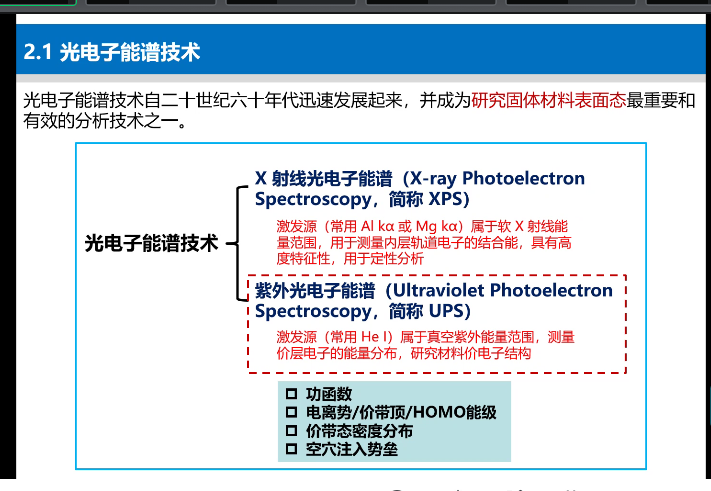 2.1 光电子能谱技术
光电子能谱技术自二十世纪六十年代迅速发展起来，并成为研究固体材料表面态最重要和
有效的分析技术之一。
X 射线光电子能谱（X-ray Photoelectron
Spectroscopy，简称 XPS）
激发源（常用 Al kα 或 Mg kα）属于软 X 射线能
量范围，用于测量内层轨道电子的结合能，具有高
度特征性，用于定性分析
光电子能谱技术
紫外光电子能谱（Ultraviolet Photoelectron
Spectroscopy，简称 UPS）
激发源（常用 He I）属于真空紫外能量范围，测量
价层电子的能量分布，研究材料价电子结构
功函数
电离势/价带顶/HOMO能级
价带态密度分布
空穴注入势垒